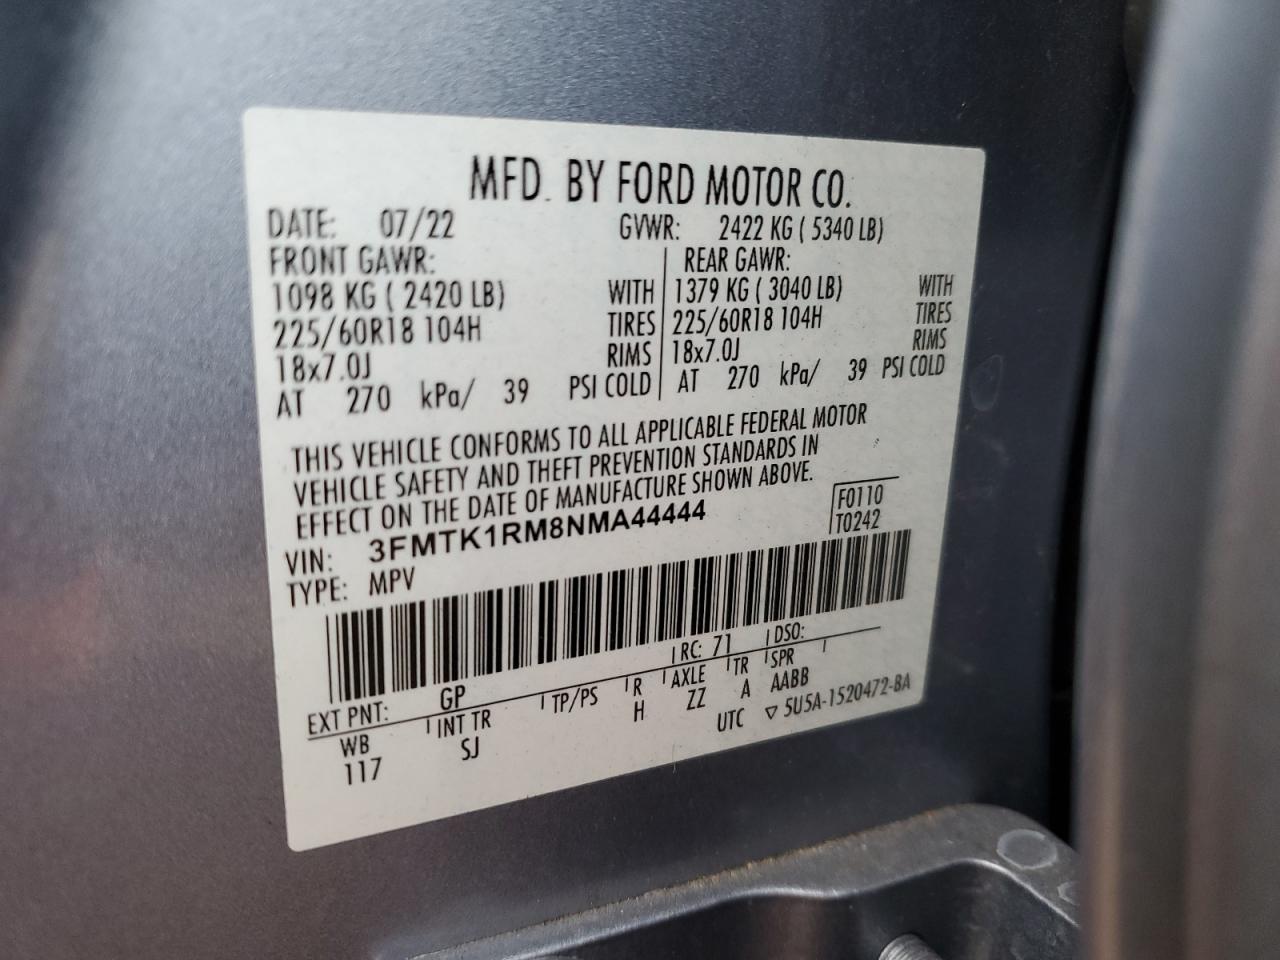 MFD. BY FORD MOTOR CO.
DATE: 07/22 GVWR: 2422 KG ( 5340 LB)
FRONT GAWR: REAR GAWR:
1098 KG ( 2420 LB) WITH 1379 KG ( 3040 LB) WITH
225/60R18 104H TIRES 225/60R18 104H TIRES
18x7.0J RIMS 18x7.0J RIMS
AT 270 kPa/ 39 PSI COLD AT 270 kPa/ 39 PSI COLD
THIS VEHICLE CONFORMS TO ALL APPLICABLE FEDERAL MOTOR
VEHICLE SAFETY AND THEFT PREVENTION STANDARDS IN
EFFECT ON THE DATE OF MANUFACTURE SHOWN ABOVE.
VIN: 3FMTK1RM8NMA44444 F0110
TYPE: MPV T0242
EXT PNT: GP RC: 71 DSO:
WB INT TR TP/PS R AXLE TR SPR
117 SJ H ZZ A AABB
UTC ▽ 5U5A-1520472-BA